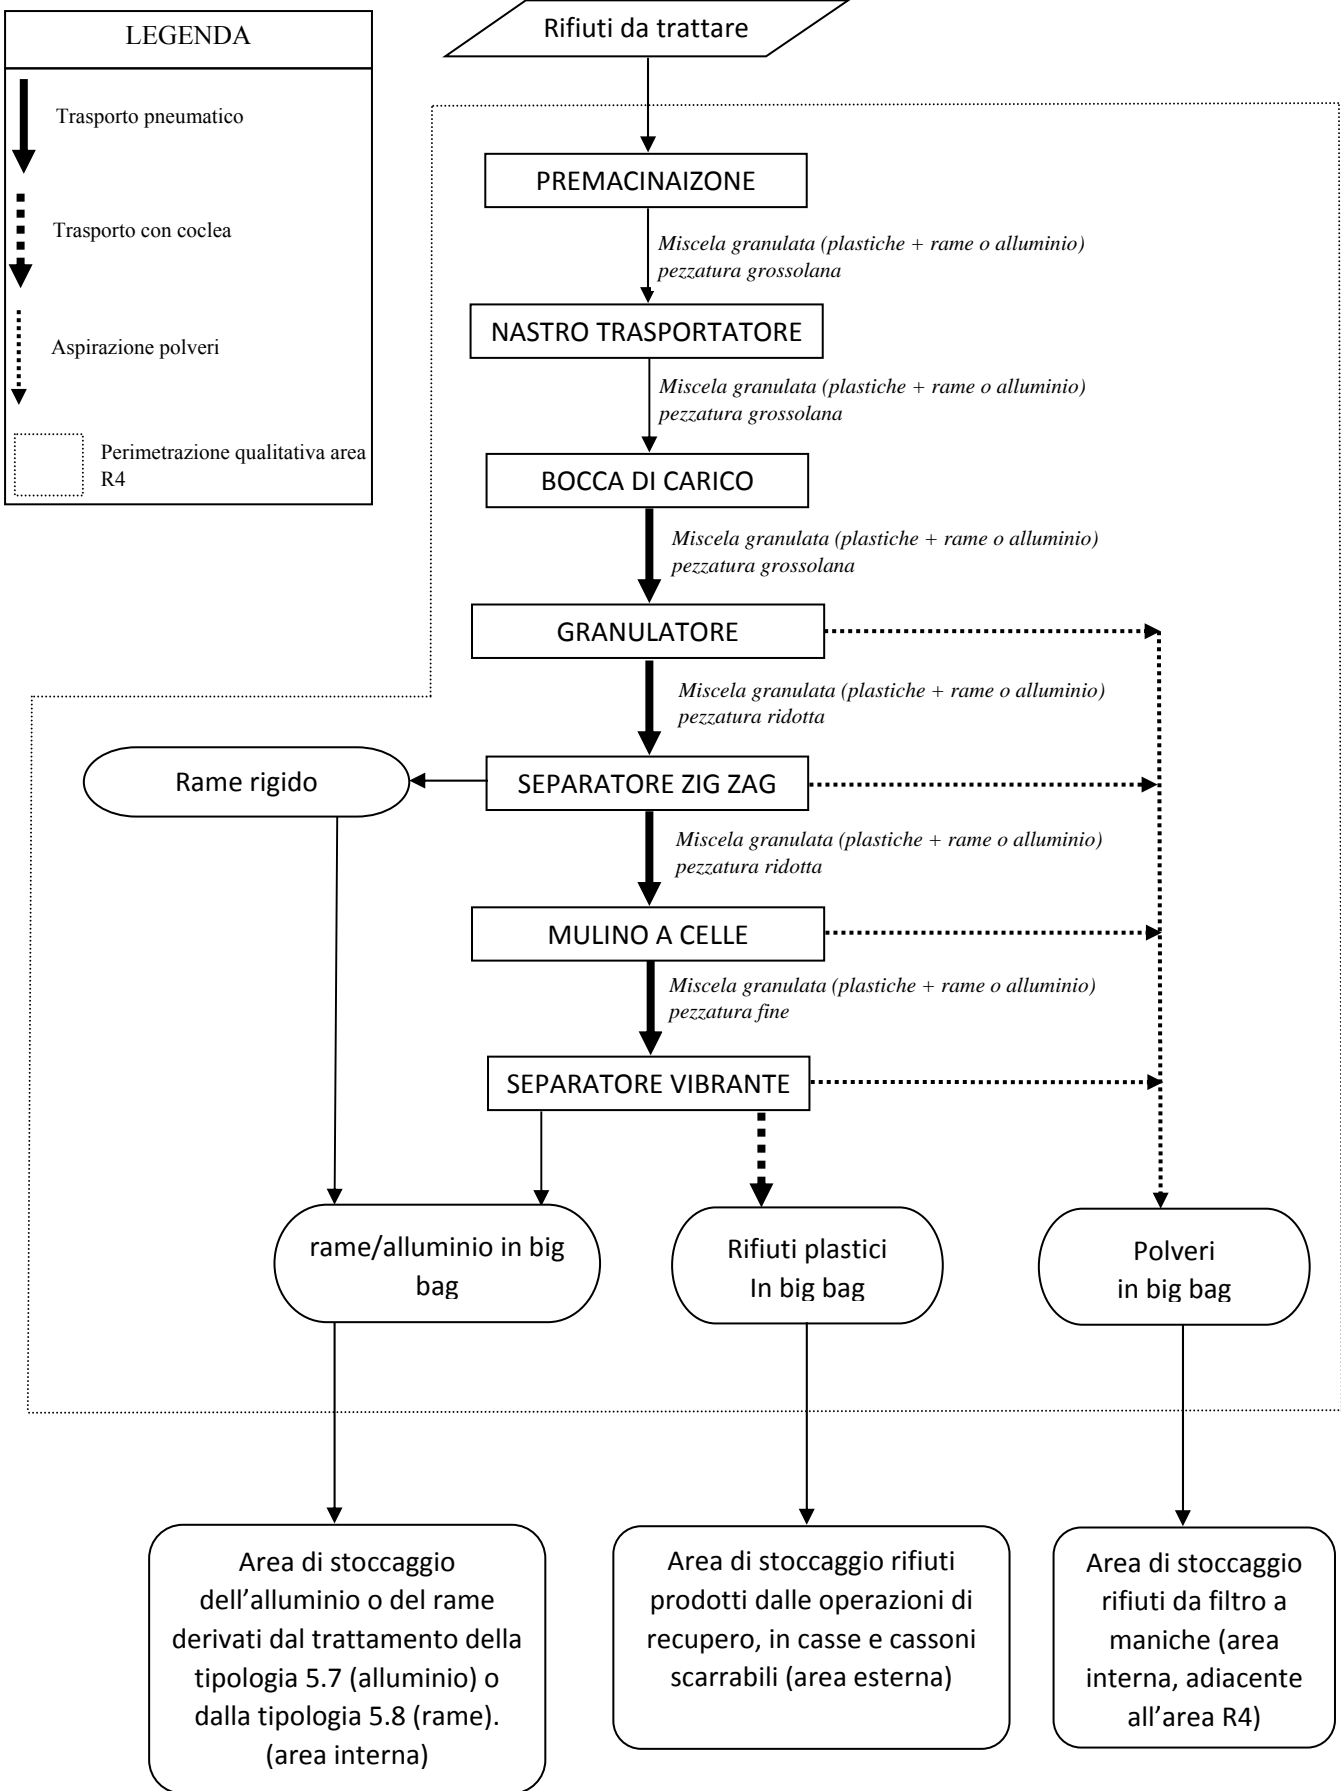 LEGENDA
Trasporto pneumatico
Trasporto con coclea
Aspirazione polveri
Perimetrazione qualitativa area
R4
Rifiuti da trattare
PREMACINAIZONE
Miscela granulata (plastiche + rame o alluminio)
pezzatura grossolana
NASTRO TRASPORTATORE
Miscela granulata (plastiche + rame o alluminio)
pezzatura grossolana
BOCCA DI CARICO
Miscela granulata (plastiche + rame o alluminio)
pezzatura grossolana
GRANULATORE
Miscela granulata (plastiche + rame o alluminio)
pezzatura ridotta
Rame rigido
SEPARATORE ZIG ZAG
Miscela granulata (plastiche + rame o alluminio)
pezzatura ridotta
MULINO A CELLE
Miscela granulata (plastiche + rame o alluminio)
pezzatura fine
SEPARATORE VIBRANTE
rame/alluminio in big
bag
Rifiuti plastici
In big bag
Polveri
in big bag
Area di stoccaggio
dell’alluminio o del rame
derivati dal trattamento della
tipologia 5.7 (alluminio) o
dalla tipologia 5.8 (rame).
(area interna)
Area di stoccaggio rifiuti
prodotti dalle operazioni di
recupero, in casse e cassoni
scarrabili (area esterna)
Area di stoccaggio
rifiuti da filtro a
maniche (area
interna, adiacente
all’area R4)